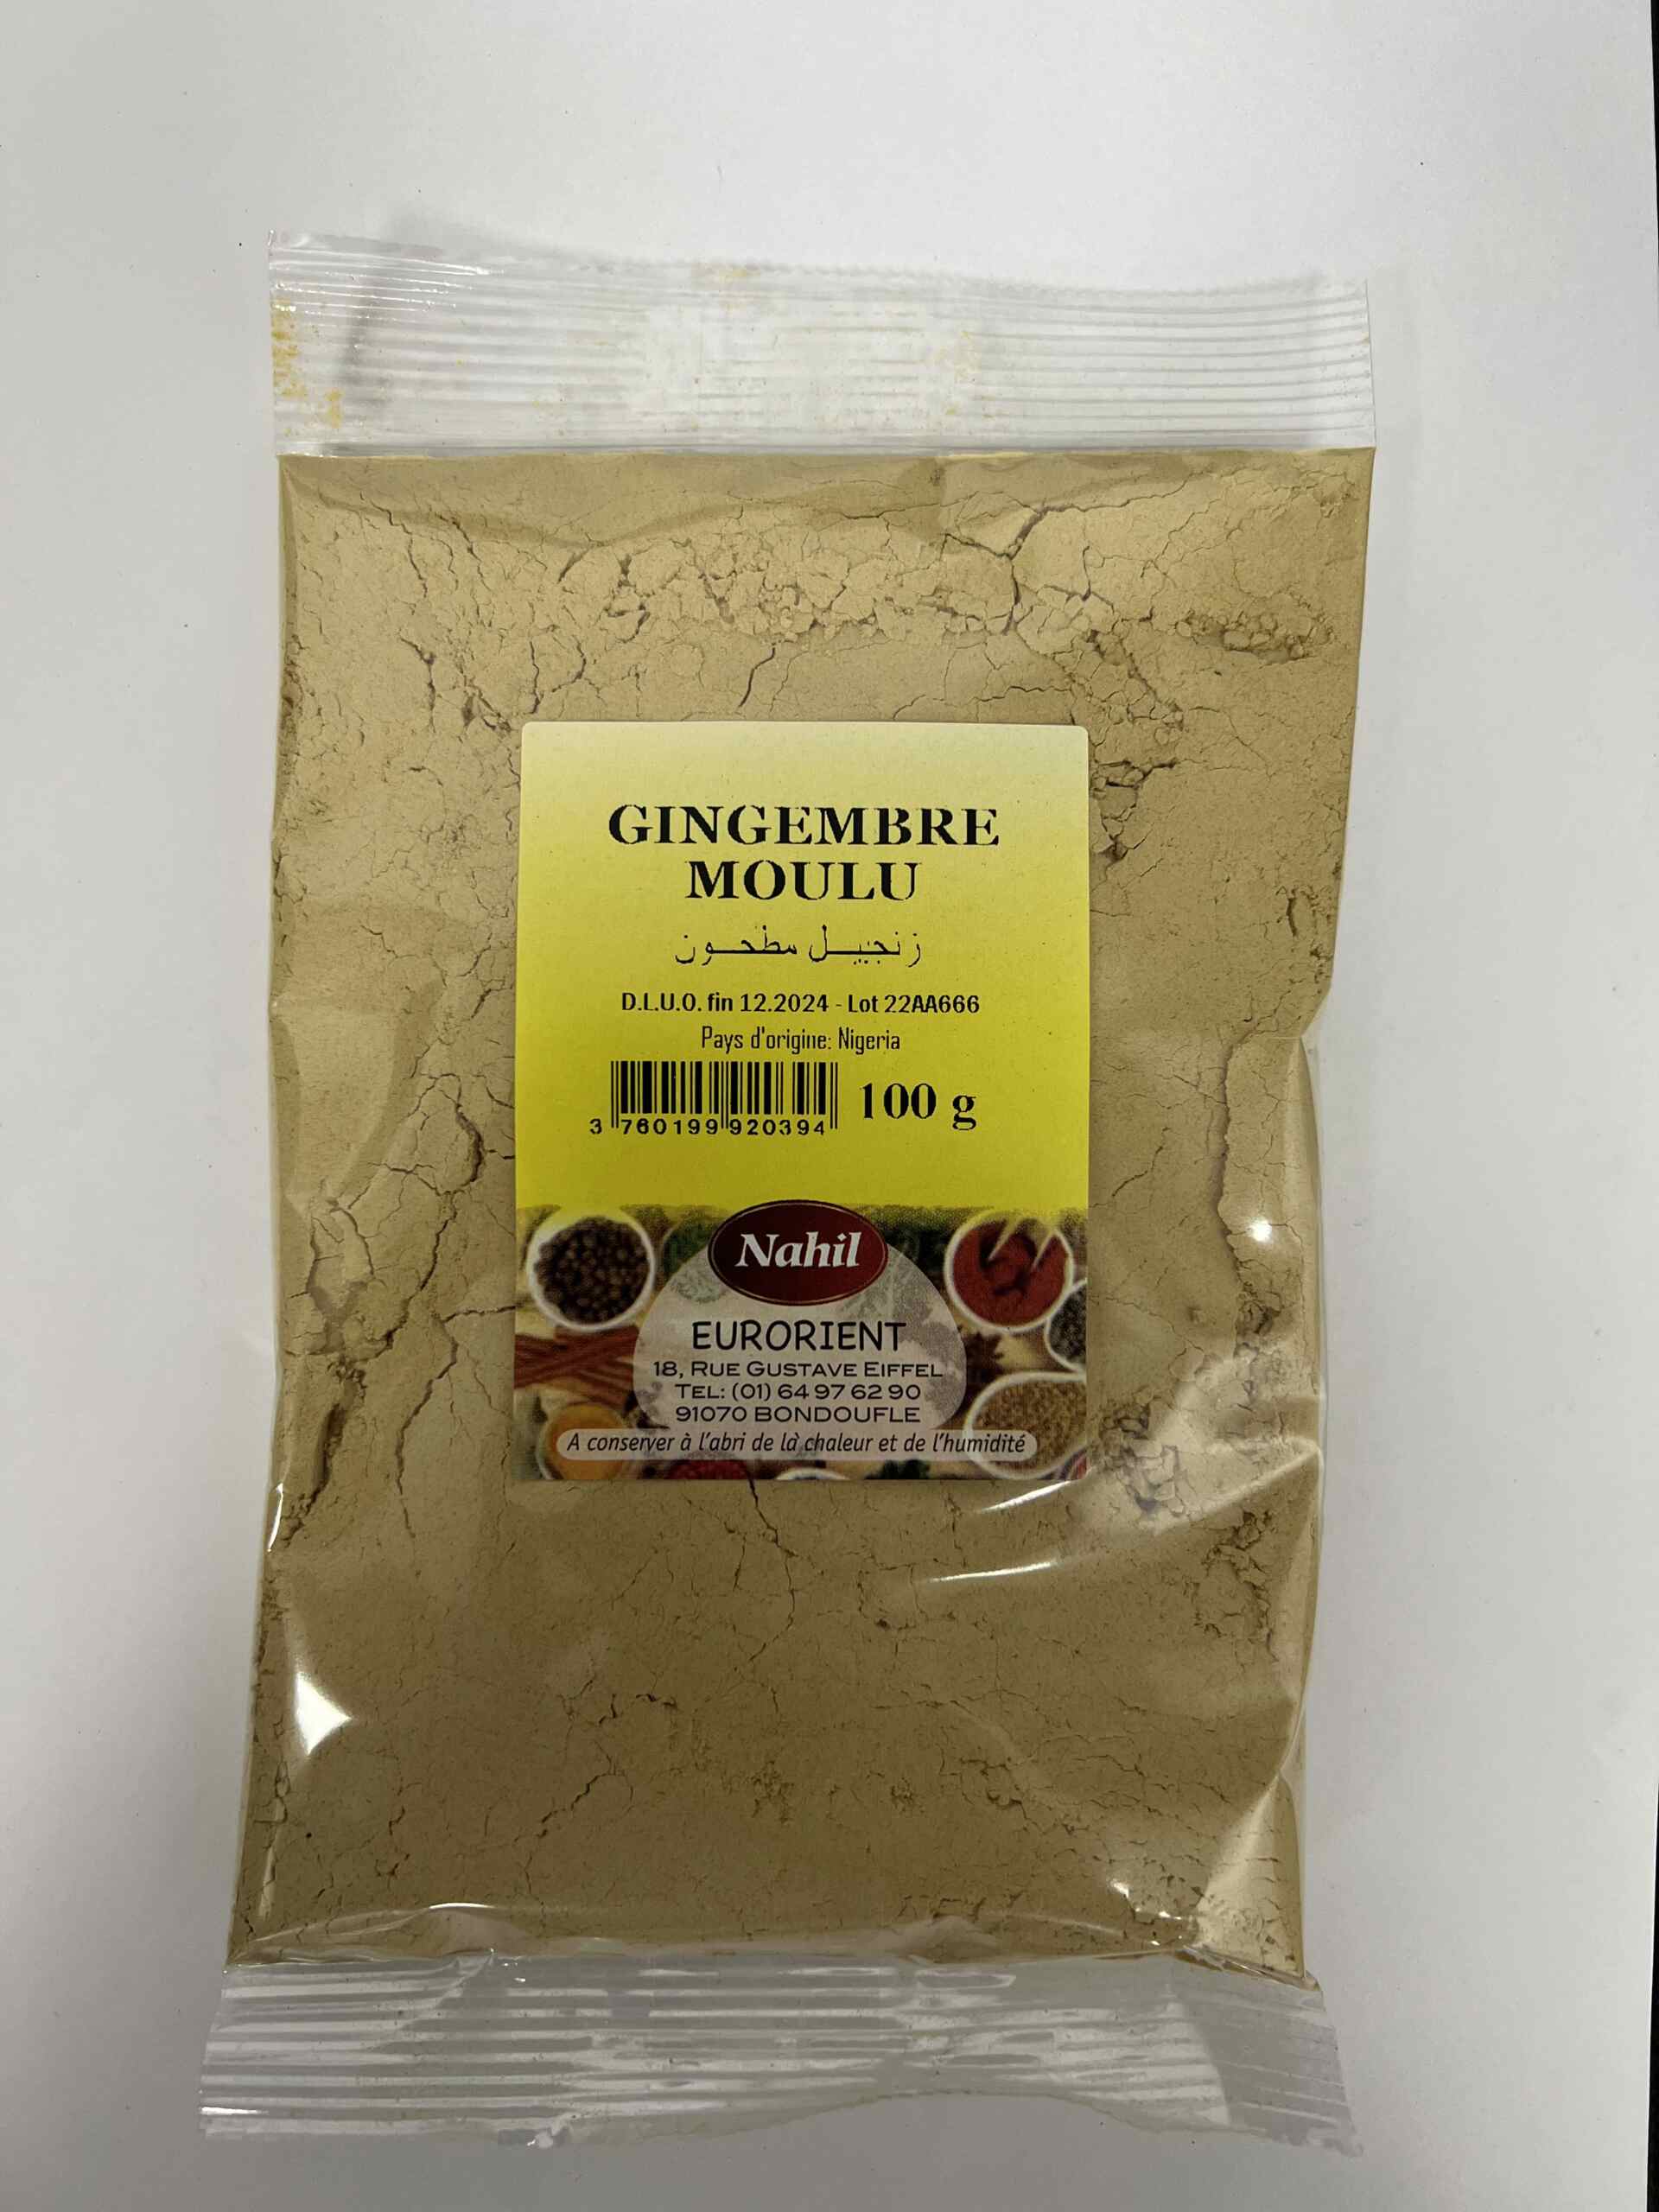 GINGEMBRE
MOULU
زنجبيل مطحون
D.L.U.O. fin 12.2024 - Lot 22AA666
Pays d'origine: Nigeria
3 760199 920394
100 g
Nahil
EURORIENT
18, RUE GUSTAVE EIFFEL
TEL: (01) 64 97 62 90
91070 BONDOUFLE
A conserver à l'abri de là chaleur et de l'humidité